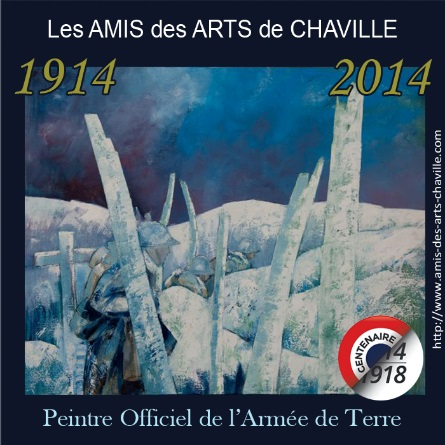 Les AMIS des ARTS de CHAVILLE
1914 2014
http://www.amis-des-arts-chaville.com
CENTENAIRE
14
1918
Peintre Officiel de l'Armée de Terre